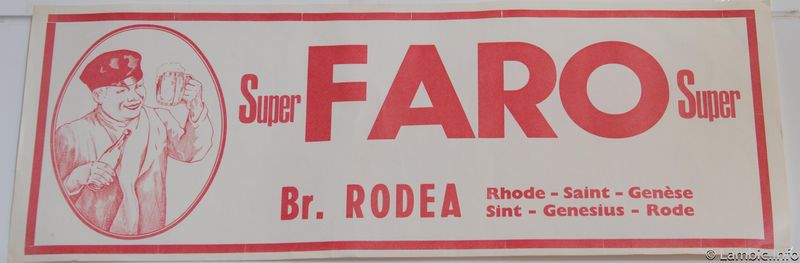 Super FARO Super
Br. RODEA
Rhode - Saint - Genèse
Sint - Genesius - Rode
© Lambic.Info